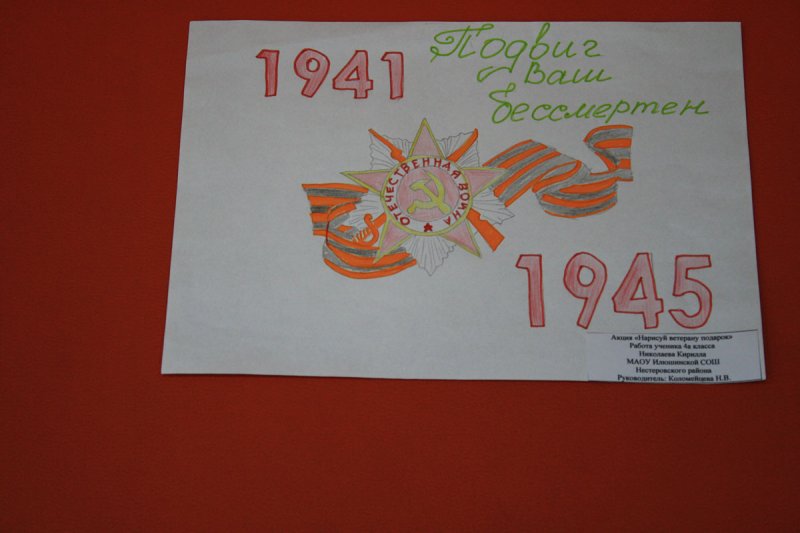 1941
Подвиг
Ваш
бессмертен
ОТЕЧЕСТВЕННАЯ ВОЙНА
1945
Акция «Нарисуй ветерану подарок»
Работа ученика 4а класса
Николаева Кирилла
МАОУ Илюшинской СОШ
Нестеровского района
Руководитель: Коломейцева Н.В.